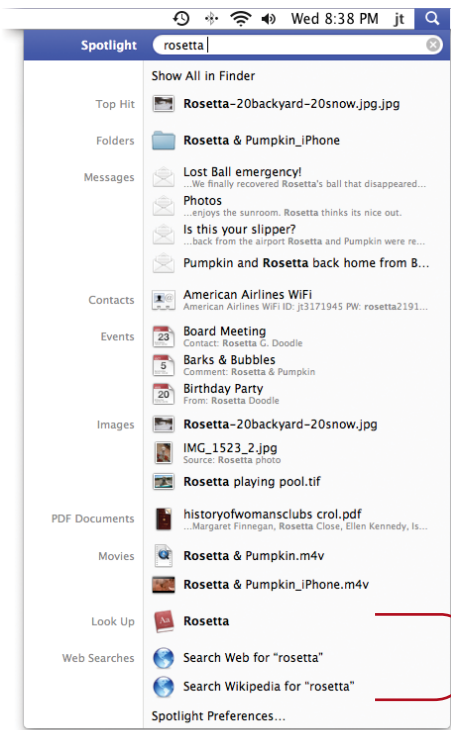 Wed 8:38 PM jt
Spotlight rosetta
Show All in Finder
Top Hit Rosetta-20backyard-20snow.jpg.jpg
Folders Rosetta & Pumpkin_iPhone
Messages Lost Ball emergency!
...We finally recovered Rosetta's ball that disappeared...
Photos
...enjoys the sunroom. Rosetta thinks its nice out.
Is this your slipper?
...back from the airport Rosetta and Pumpkin were re...
Pumpkin and Rosetta back home from B...
Contacts American Airlines WiFi
American Airlines WiFi ID: jt3171945 PW: rosetta2191...
Events 23 Board Meeting
Contact: Rosetta G. Doodle
5 Barks & Bubbles
Comment: Rosetta & Pumpkin
20 Birthday Party
From: Rosetta Doodle
Images Rosetta-20backyard-20snow.jpg
IMG_1523_2.jpg
Source: Rosetta photo
Rosetta playing pool.tif
PDF Documents historyofwomansclubs crol.pdf
...Margaret Finnegan, Rosetta Close, Ellen Kennedy, Is...
Movies Rosetta & Pumpkin.m4v
Rosetta & Pumpkin_iPhone.m4v
Look Up Aa Rosetta
Web Searches Search Web for “rosetta”
Search Wikipedia for “rosetta”
Spotlight Preferences...